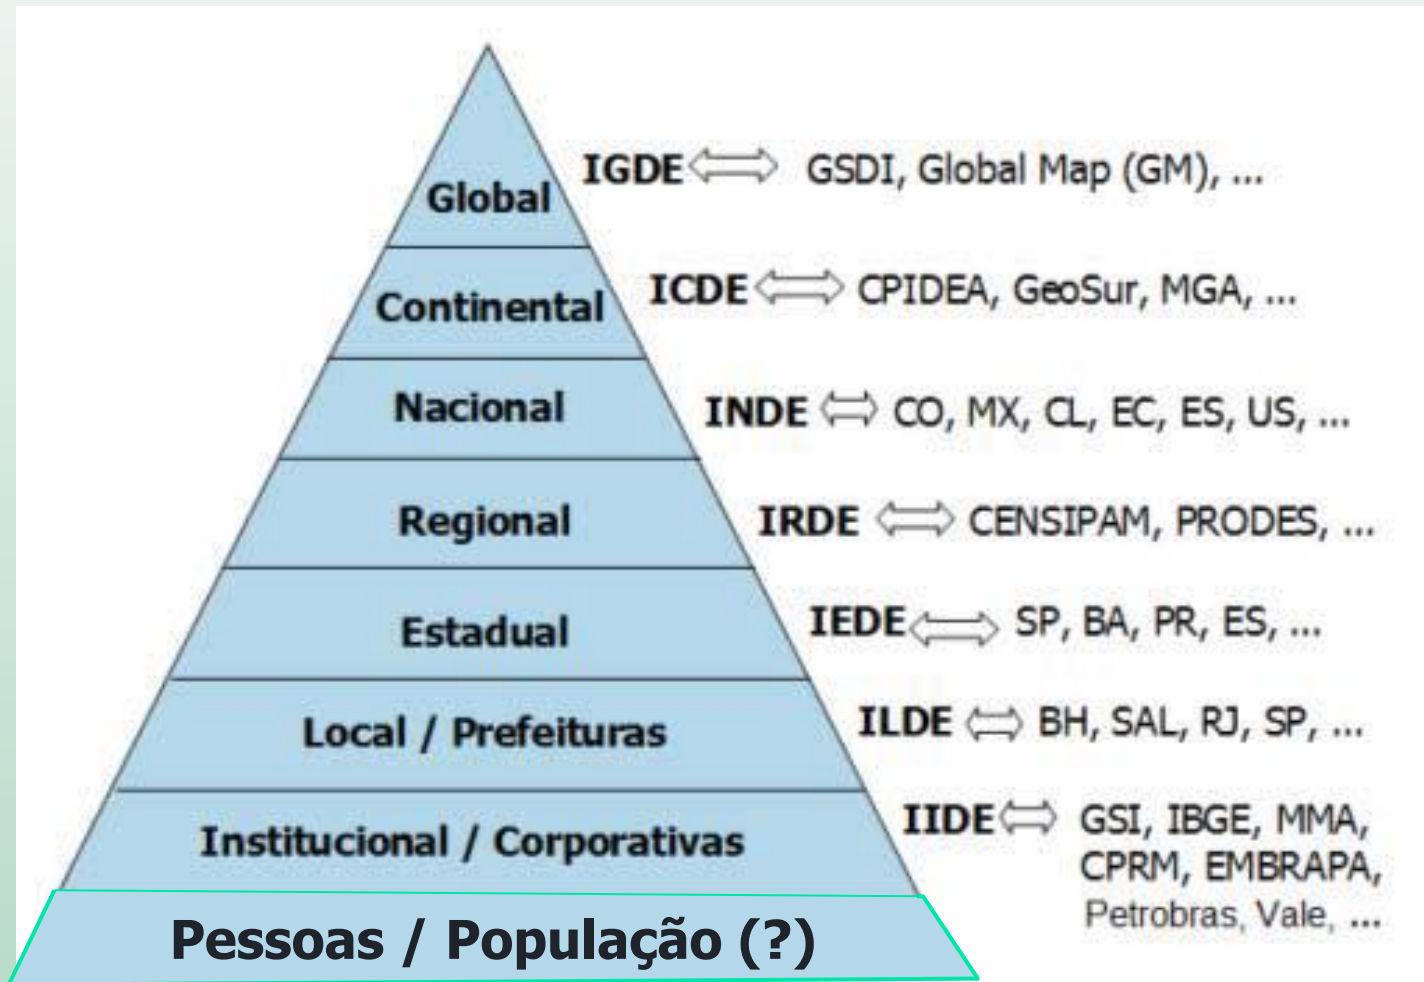 Global
IGDE GSDI, Global Map (GM), ...
Continental
ICDE CPIDEA, GeoSur, MGA, ...
Nacional
INDE CO, MX, CL, EC, ES, US, ...
Regional
IRDE CENSIPAM, PRODES, ...
Estadual
IEDE SP, BA, PR, ES, ...
Local / Prefeituras
ILDE BH, SAL, RJ, SP, ...
Institucional / Corporativas
IIDE GSI, IBGE, MMA,
CPRM, EMBRAPA,
Petrobras, Vale, ...
Pessoas / População (?)